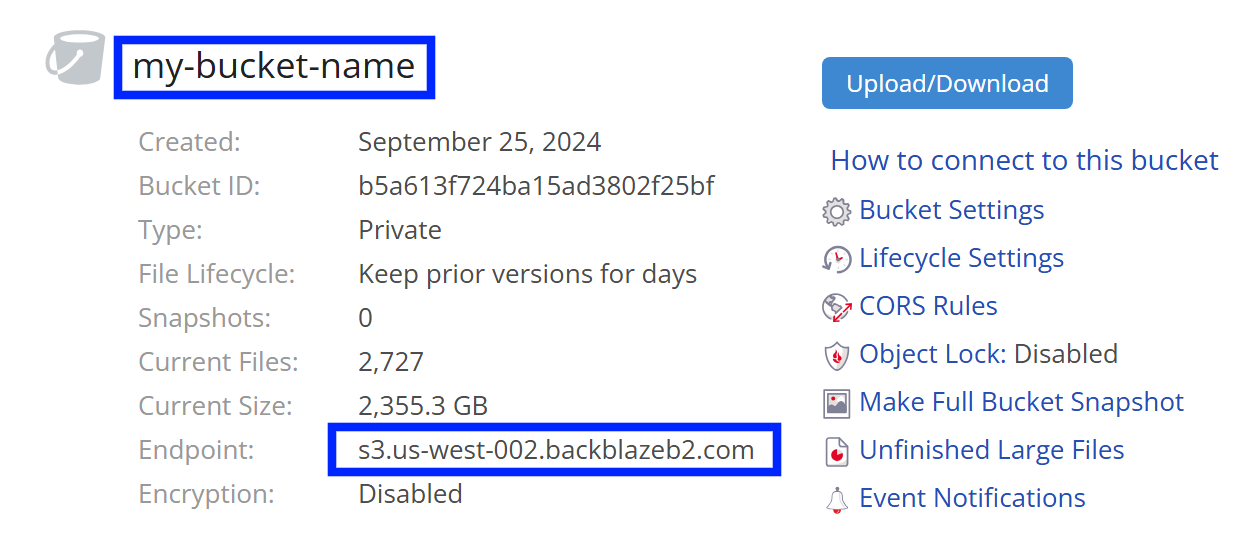 my-bucket-name
Created: September 25, 2024
Bucket ID: b5a613f724ba15ad3802f25bf
Type: Private
File Lifecycle: Keep prior versions for days
Snapshots: 0
Current Files: 2,727
Current Size: 2,355.3 GB
Endpoint: s3.us-west-002.backblazeb2.com
Encryption: Disabled
Upload/Download
How to connect to this bucket
Bucket Settings
Lifecycle Settings
CORS Rules
Object Lock: Disabled
Make Full Bucket Snapshot
Unfinished Large Files
Event Notifications